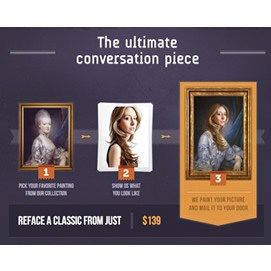 The ultimate
conversation piece
1
PICK YOUR FAVORITE PAINTING
FROM OUR COLLECTION
2
SHOW US WHAT
YOU LOOK LIKE
3
WE PAINT YOUR PICTURE
AND MAIL IT TO YOUR DOOR
REFACE A CLASSIC FROM JUST $139